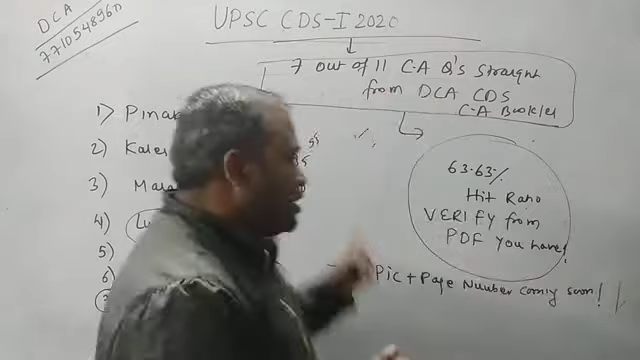 DCA
7710548960
UPSC CDS-I 2020
7 out of 11 C.A Q's straight
from DCA CDS
C-A Booklet
1) Pinak
2) Kale
3) Ma
4) Lu
5)
6)
63.63%
Hit Ratio
VERIFY from
PDF You have!
Pic + Page Number coming soon!